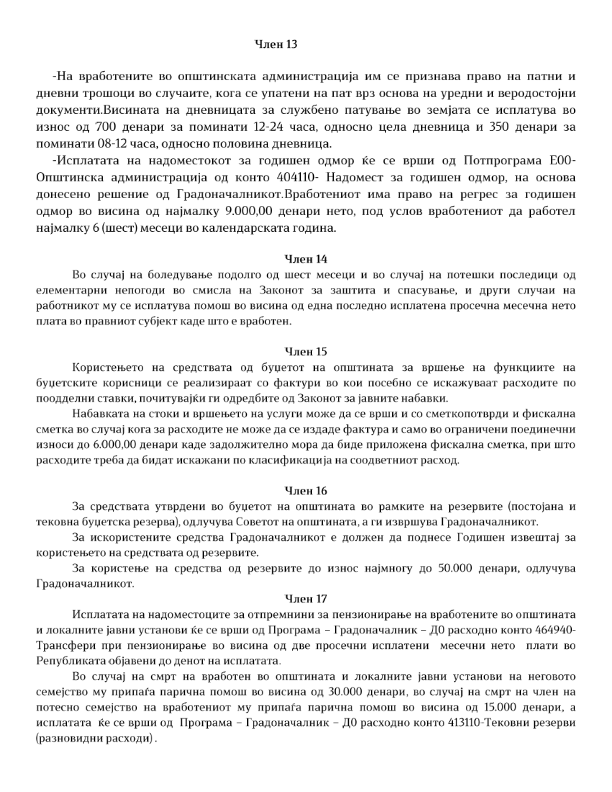 Член 13
-На вработените во општинската администрација им се признава право на патни и
дневни трошоци во случаите, кога се упатени на пат врз основа на уредни и веродостојни
документи.Висината на дневницата за службено патување во земјата се исплатува во
износ од 700 денари за поминати 12-24 часа, односно цела дневница и 350 денари за
поминати 08-12 часа, односно половина дневница.
-Исплатата на надоместокот за годишен одмор ќе се врши од Потпрограма Е00-
Општинска администрација од конто 404110- Надомест за годишен одмор, на основа
донесено решение од Градоначалникот.Вработениот има право на регрес за годишен
одмор во висина од најмалку 9.000,00 денари нето, под услов вработениот да работел
најмалку 6 (шест) месеци во календарската година.
Член 14
Во случај на боледување подолго од шест месеци и во случај на потешки последици од
елементарни непогоди во смисла на Законот за заштита и спасување, и други случаи на
работникот му се исплатува помош во висина од една последно исплатена просечна месечна нето
плата во правниот субјект каде што е вработен.
Член 15
Користењето на средствата од буџетот на општината за вршење на функциите на
буџетските корисници се реализираат со фактури во кои посебно се искажуваат расходите по
поодделни ставки, почитувајќи ги одредбите од Законот за јавните набавки.
Набавката на стоки и вршењето на услуги може да се врши и со сметкопотврди и фискална
сметка во случај кога за расходите не може да се издаде фактура и само во ограничени поединечни
износи до 6.000,00 денари каде задолжително мора да биде приложена фискална сметка, при што
расходите треба да бидат искажани по класификација на соодветниот расход.
Член 16
За средствата утврдени во буџетот на општината во рамките на резервите (постојана и
тековна буџетска резерва), одлучува Советот на општината, а ги извршува Градоначалникот.
За искористените средства Градоначалникот е должен да поднесе Годишен извештај за
користењето на средствата од резервите.
За користење на средства од резервите до износ најмногу до 50.000 денари, одлучува
Градоначалникот.
Член 17
Исплатата на надоместоците за отпремнини за пензионирање на вработените во општината
и локалните јавни установи ќе се врши од Програма – Градоначалник – Д0 расходно конто 464940-
Трансфери при пензионирање во висина од две просечни исплатени месечни нето плати во
Републиката објавени до денот на исплатата.
Во случај на смрт на вработен во општината и локалните јавни установи на неговото
семејство му припаѓа парична помош во висина од 30.000 денари, во случај на смрт на член на
потесно семејство на вработениот му припаѓа парична помош во висина од 15.000 денари, а
исплатата ќе се врши од Програма – Градоначалник – Д0 расходно конто 413110-Тековни резерви
(разновидни расходи) .